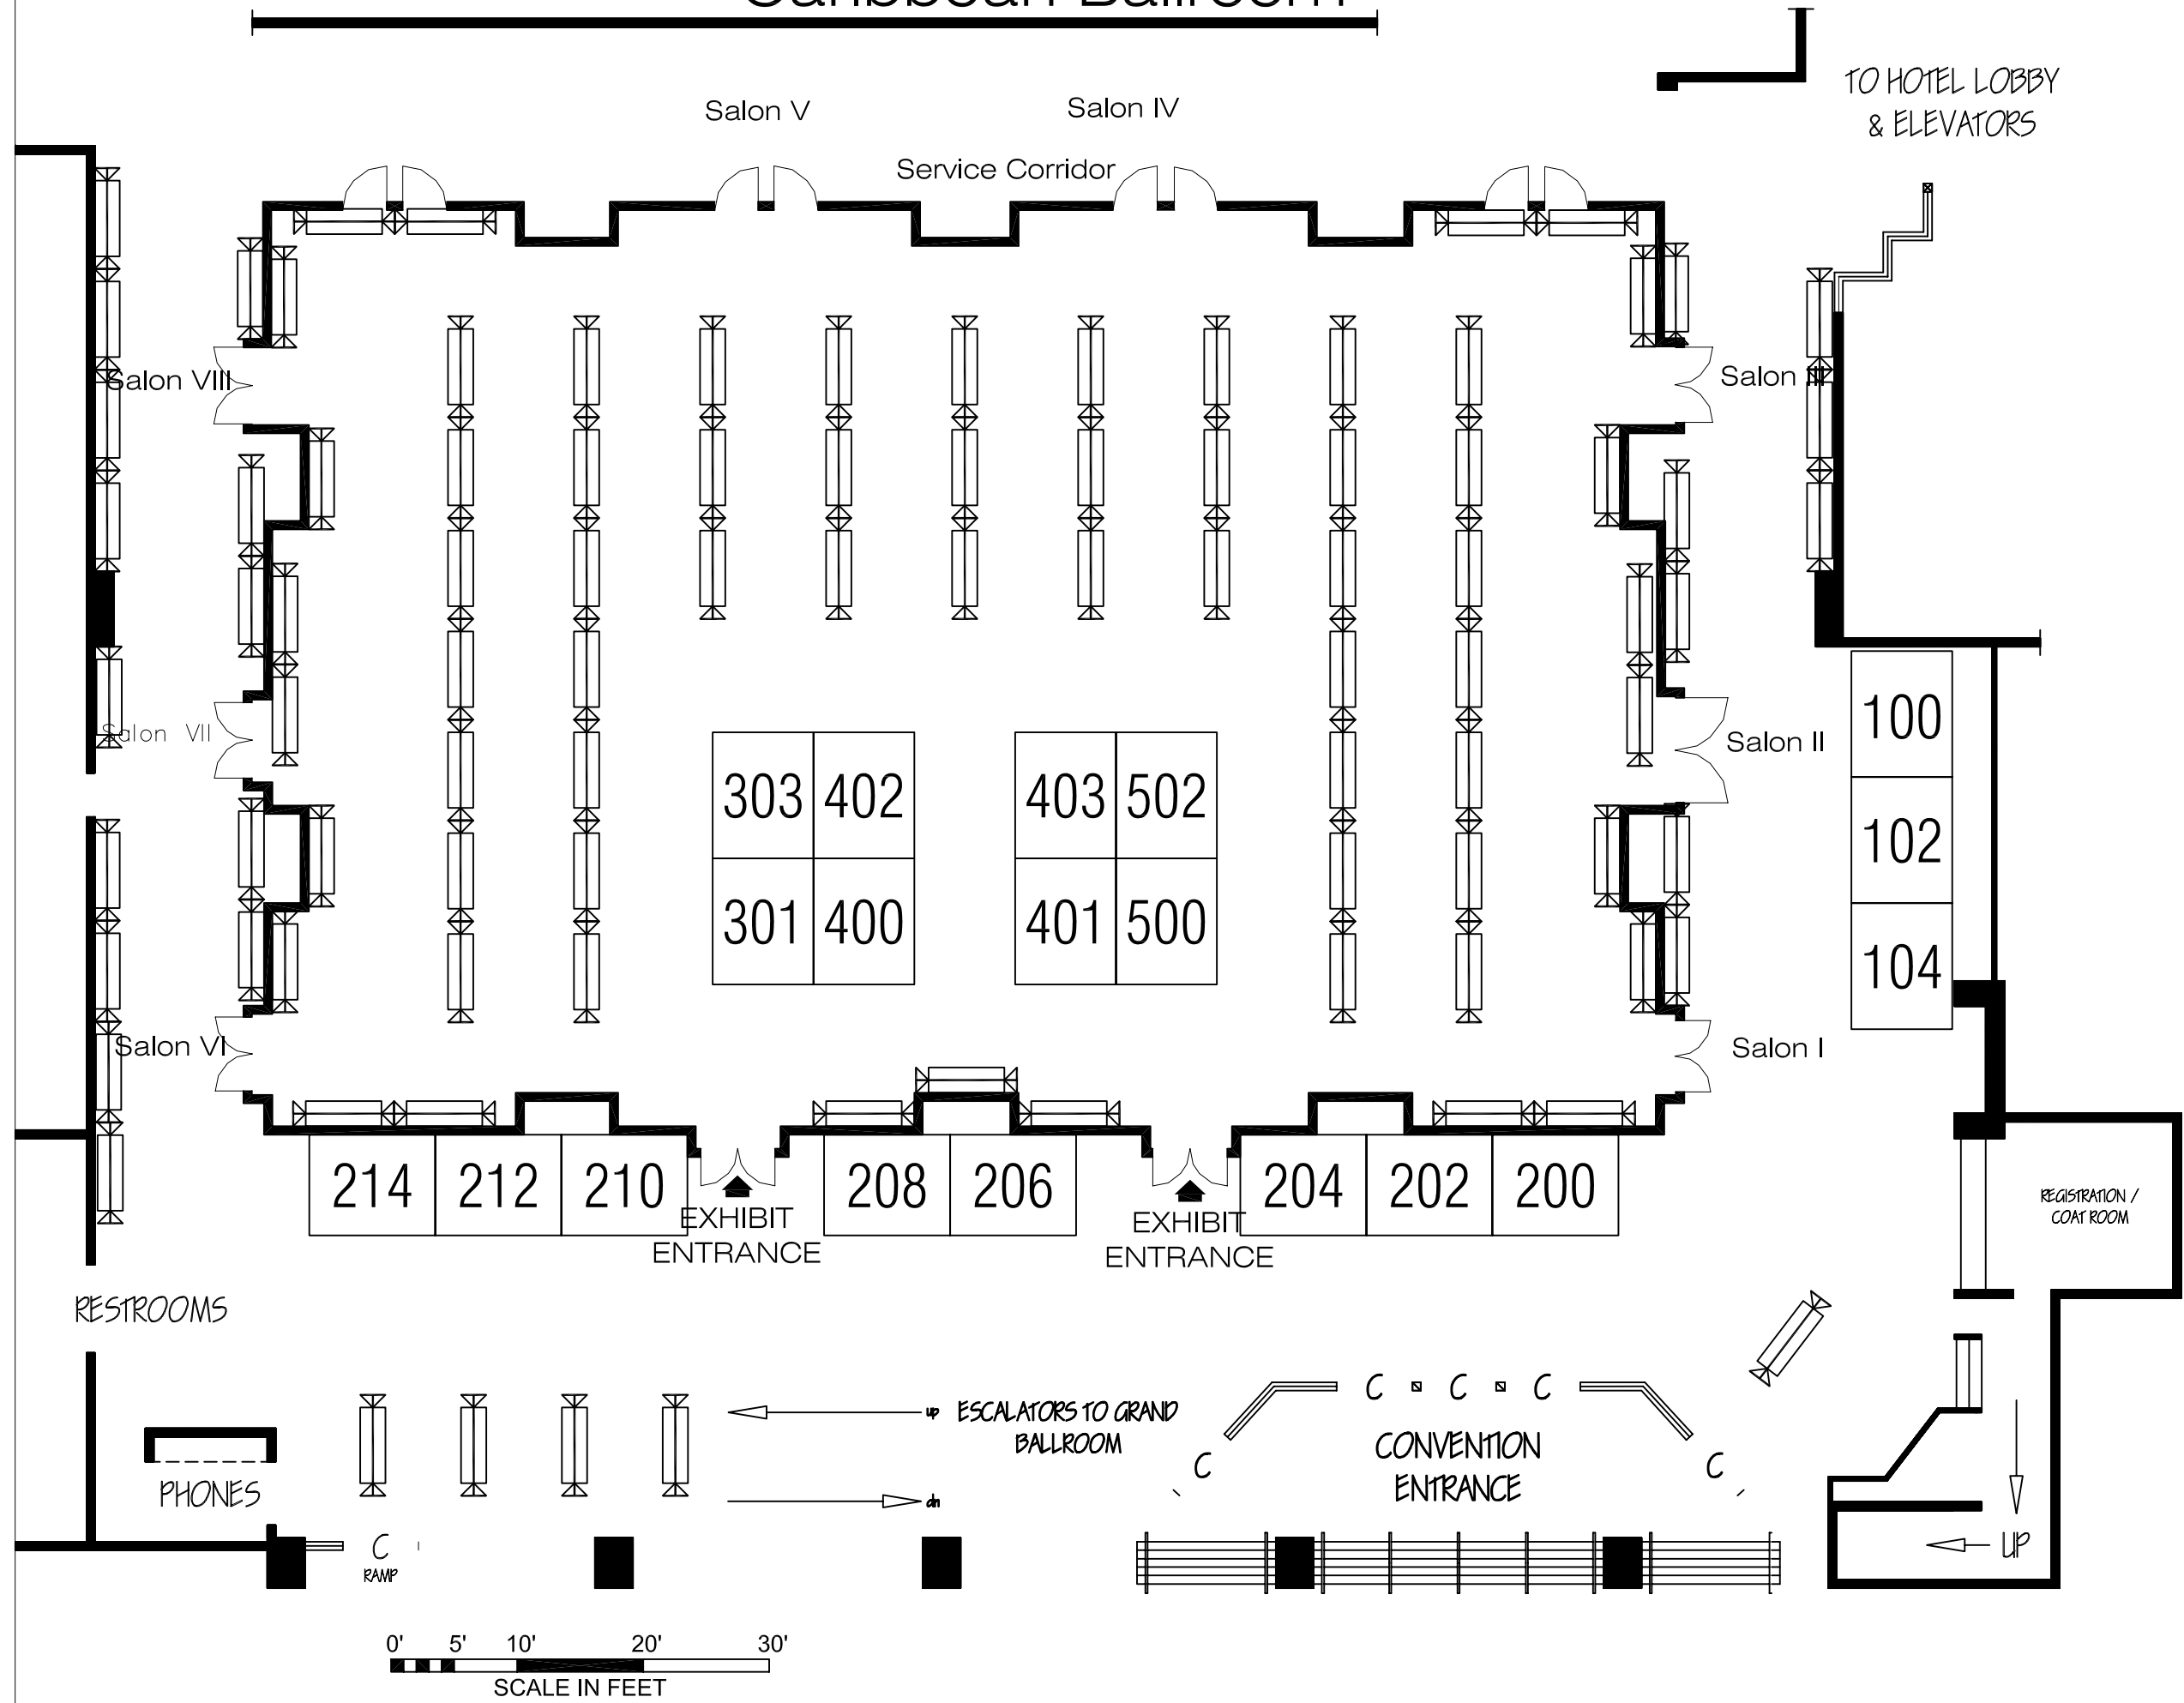 Caribbean Ballroom
TO HOTEL LOBBY
& ELEVATORS
Salon V
Salon IV
Service Corridor
Salon VIII
Salon III
Salon VII
Salon II
100
102
104
303 402
403 502
301 400
401 500
Salon VI
Salon I
214 212 210
208 206
204 202 200
EXHIBIT
ENTRANCE
EXHIBIT
ENTRANCE
REGISTRATION /
COAT ROOM
RESTROOMS
up
ESCALATORS TO GRAND
BALLROOM
dn
C C C
C
C
CONVENTION
ENTRANCE
PHONES
C
RAMP
UP
0' 5' 10' 20' 30'
SCALE IN FEET